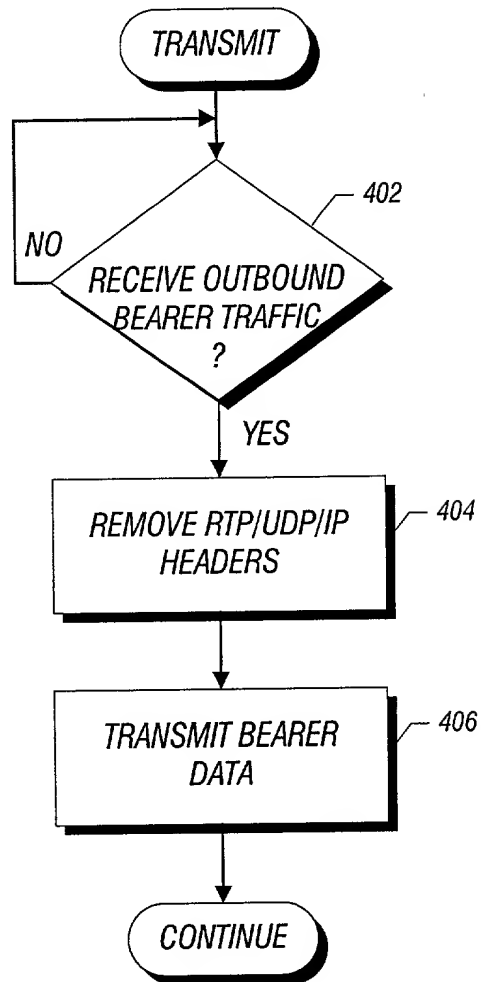 TRANSMIT
402
NO
RECEIVE OUTBOUND
BEARER TRAFFIC
?
YES
REMOVE RTP/UDP/IP
HEADERS
404
TRANSMIT BEARER
DATA
406
CONTINUE